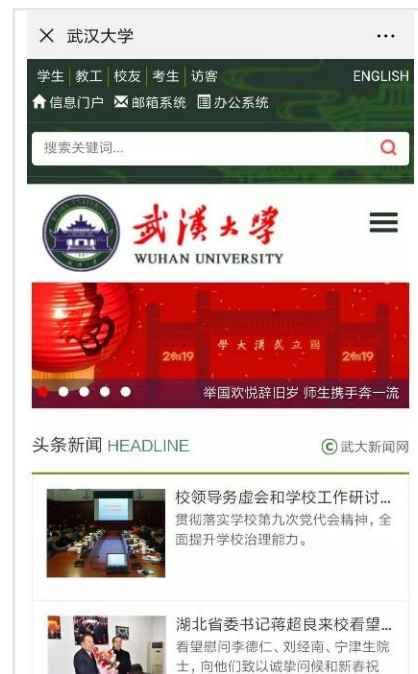 武汉大学
学生 教工 校友 考生 访客 ENGLISH
信息门户 邮箱系统 办公系统
搜索关键词...
武漢大學
WUHAN UNIVERSITY
學大漢武立國
2019 2019
举国欢悦辞旧岁 师生携手奔一流
头条新闻 HEADLINE 武大新闻网
校领导务虚会和学校工作研讨...
贯彻落实学校第九次党代会精神，全
面提升学校治理能力。
湖北省委书记蒋超良来校看望...
看望慰问李德仁、刘经南、宁津生院
士，向他们致以诚挚问候和新春祝